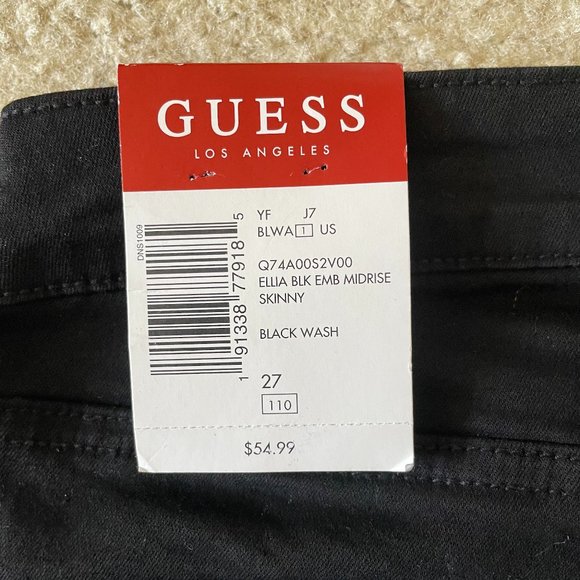 GUESS
LOS ANGELES
DNS1009
1 91338 77918 5
YF J7
BLWA 1 US
Q74A00S2V00
ELLIA BLK EMB MIDRISE
SKINNY
BLACK WASH
27
110
$54.99